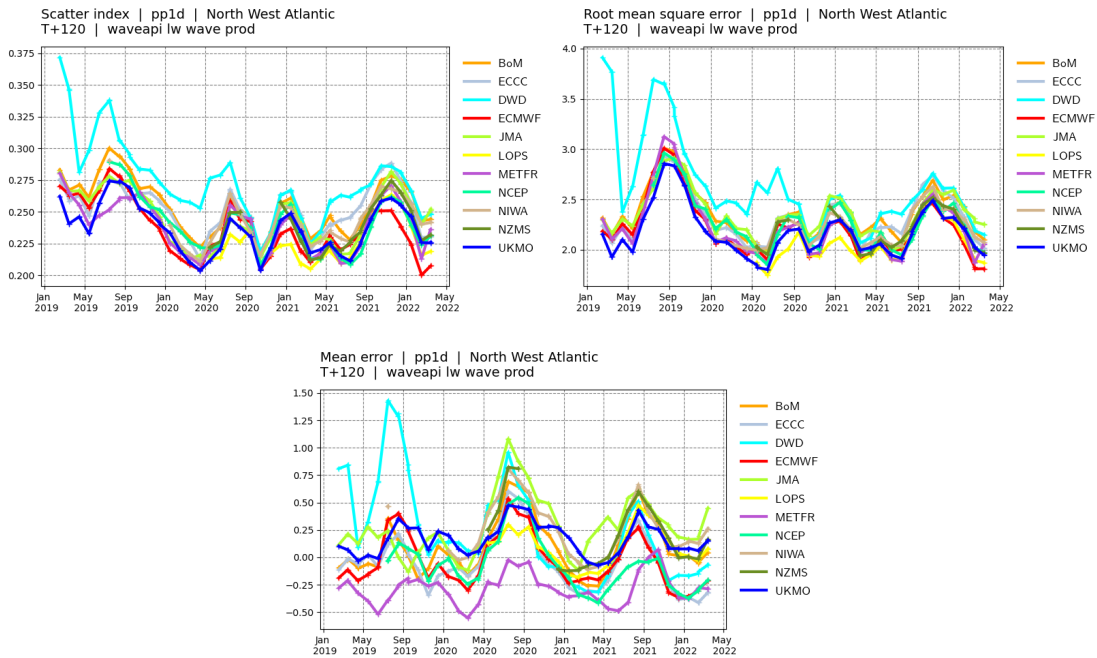 Scatter index | pp1d | North West Atlantic
T+120 | waveapi lw wave prod
0.375
0.350
0.325
0.300
0.275
0.250
0.225
0.200
Jan 2019
May 2019
Sep 2019
Jan 2020
May 2020
Sep 2020
Jan 2021
May 2021
Sep 2021
Jan 2022
May 2022
BoM
ECCC
DWD
ECMWF
JMA
LOPS
METFR
NCEP
NIWA
NZMS
UKMO
Root mean square error | pp1d | North West Atlantic
T+120 | waveapi lw wave prod
4.0
3.5
3.0
2.5
2.0
Jan 2019
May 2019
Sep 2019
Jan 2020
May 2020
Sep 2020
Jan 2021
May 2021
Sep 2021
Jan 2022
May 2022
BoM
ECCC
DWD
ECMWF
JMA
LOPS
METFR
NCEP
NIWA
NZMS
UKMO
Mean error | pp1d | North West Atlantic
T+120 | waveapi lw wave prod
1.50
1.25
1.00
0.75
0.50
0.25
0.00
−0.25
−0.50
Jan 2019
May 2019
Sep 2019
Jan 2020
May 2020
Sep 2020
Jan 2021
May 2021
Sep 2021
Jan 2022
May 2022
BoM
ECCC
DWD
ECMWF
JMA
LOPS
METFR
NCEP
NIWA
NZMS
UKMO